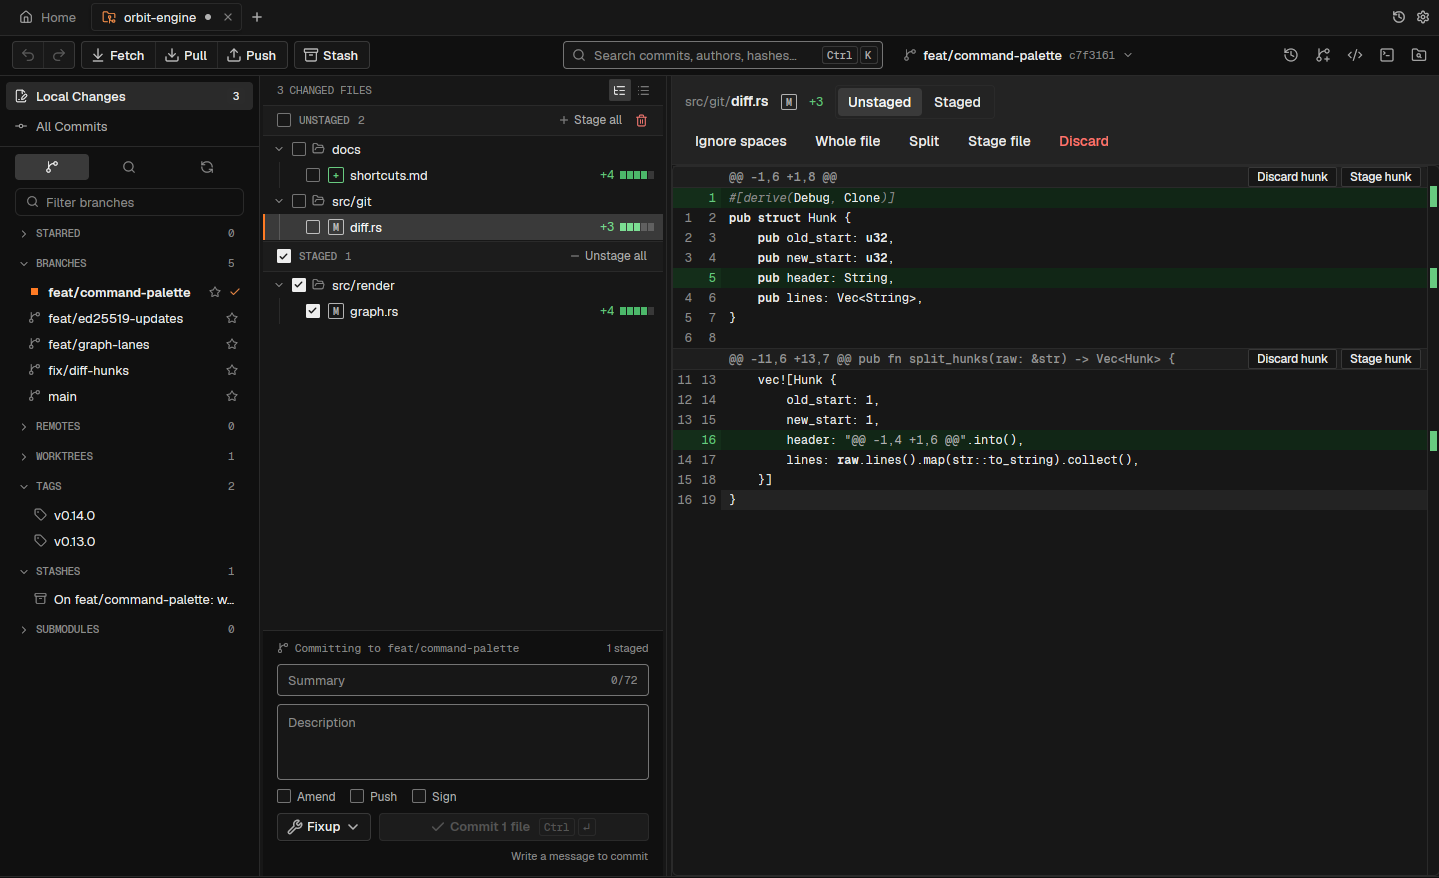 Home
orbit-engine
Fetch
Pull
Push
Stash
Search commits, authors, hashes...
Ctrl
K
feat/command-palette c7f3161
Local Changes
3
All Commits
Filter branches
STARRED
0
BRANCHES
5
feat/command-palette
feat/ed25519-updates
feat/graph-lanes
fix/diff-hunks
main
REMOTES
0
WORKTREES
1
TAGS
2
v0.14.0
v0.13.0
STASHES
1
On feat/command-palette: w...
SUBMODULES
0
3 CHANGED FILES
UNSTAGED 2
+ Stage all
docs
shortcuts.md
+4
src/git
M
diff.rs
+3
STAGED 1
— Unstage all
src/render
M
graph.rs
+4
Committing to feat/command-palette
1 staged
Summary
0/72
Description
Amend
Push
Sign
Fixup
Commit 1 file
Ctrl
Write a message to commit
src/git/diff.rs
M
+3
Unstaged
Staged
Ignore spaces
Whole file
Split
Stage file
Discard
@@ -1,6 +1,8 @@
Discard hunk
Stage hunk
1 #[derive(Debug, Clone)]
1 2 pub struct Hunk {
2 3 pub old_start: u32,
3 4 pub new_start: u32,
5 pub header: String,
4 6 pub lines: Vec<String>,
5 7 }
6 8
@@ -11,6 +13,7 @@ pub fn split_hunks(raw: &str) -> Vec<Hunk> {
Discard hunk
Stage hunk
11 13 vec![Hunk {
12 14 old_start: 1,
13 15 new_start: 1,
16 header: "@@ -1,4 +1,6 @@".into(),
14 17 lines: raw.lines().map(str::to_string).collect(),
15 18 }]
16 19 }